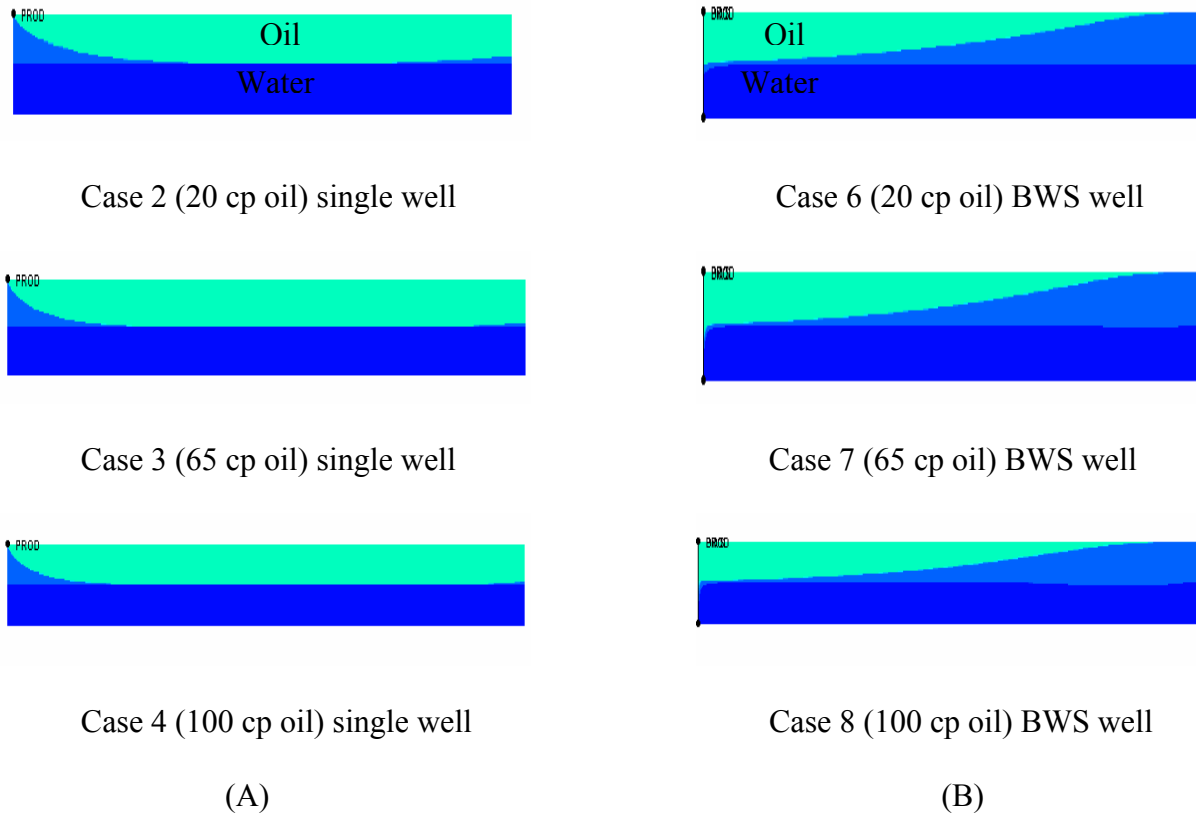 PROD
Oil
Water
Case 2 (20 cp oil) single well
Oil
Water
Case 6 (20 cp oil) BWS well
PROD
Case 3 (65 cp oil) single well
Case 7 (65 cp oil) BWS well
PROD
Case 4 (100 cp oil) single well
Case 8 (100 cp oil) BWS well
(A)
(B)